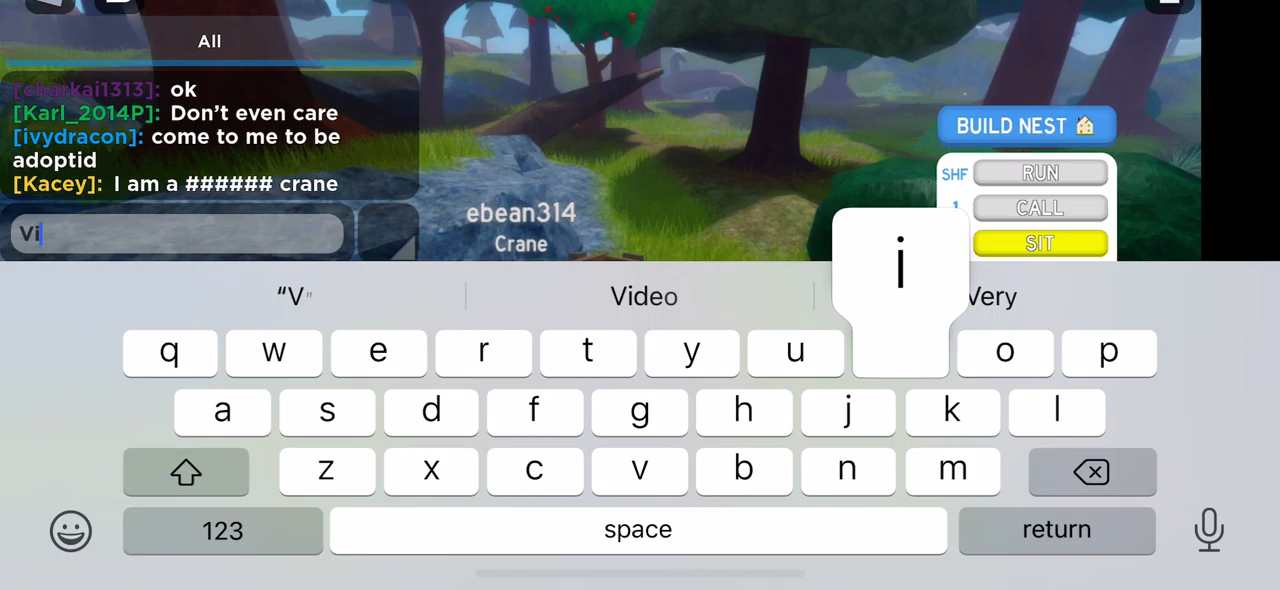 All
[charkai1313]: ok
[Karl_2014P]: Don’t even care
[ivydracon]: come to me to be
adoptid
[Kacey]: I am a ###### crane
Vi
ebean314
Crane
BUILD NEST 🏠
SHF RUN
1 CALL
SIT
“V”
Video
Very
i
q w e r t y u o p
a s d f g h j k l
z x c v b n m
123
space
return